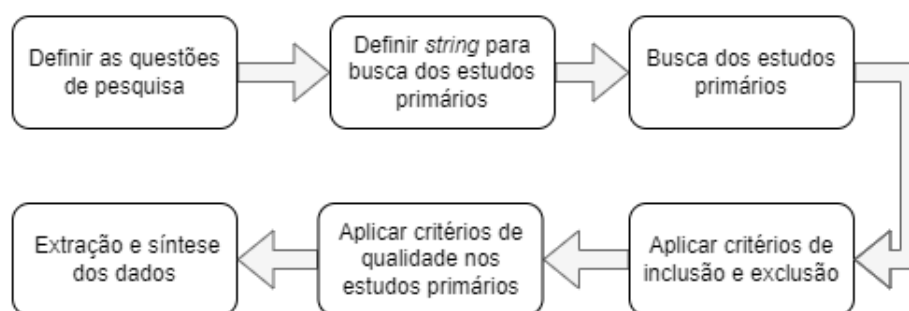 Definir as questões
de pesquisa
Definir string para
busca dos estudos
primários
Busca dos estudos
primários
Aplicar critérios de
inclusão e exclusão
Aplicar critérios de
qualidade nos
estudos primários
Extração e síntese
dos dados